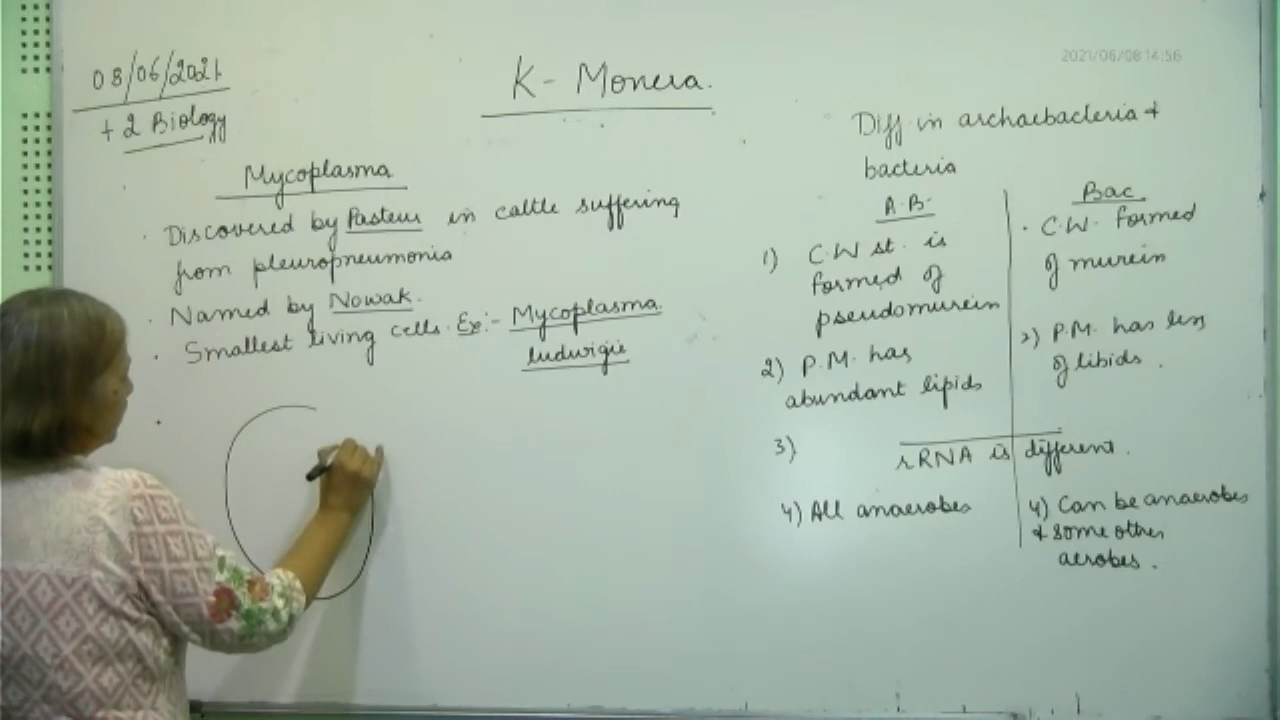 2021/06/08 14:56
08/06/2021
+2 Biology
K- Monera.
Mycoplasma
. Discovered by Pasteur in cattle suffering
from pleuropneumonia
. Named by Nowak.
. Smallest living cells. Ex:- Mycoplasma
ludwigie
.
Diff in archaebacteria &
bacteria
A.B.
1) C.W st. is
formed of
pseudomurein
2) P.M. has
abundant lipids
Bac
. C.W. formed
of murein
2) P.M. has less
of libids.
3) rRNA is different.
4) All anaerobes
4) Can be anaerobes
& some other
aerobes.